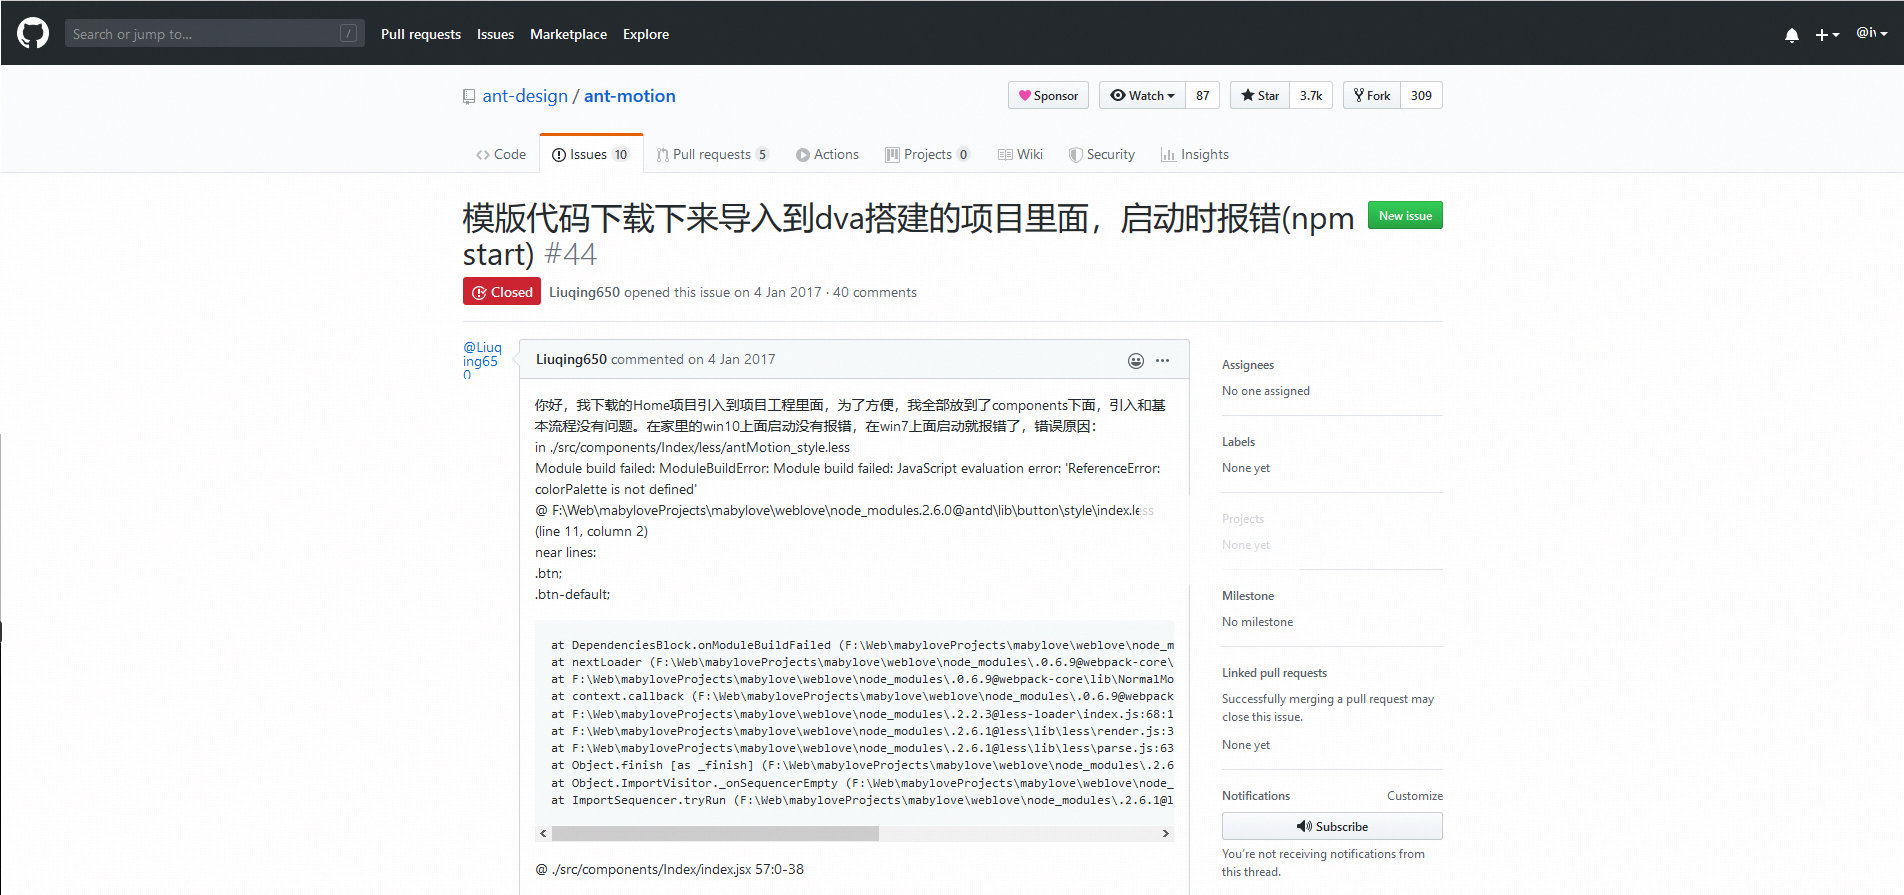 Search or jump to... /
Pull requests Issues Marketplace Explore
ant-design / ant-motion
Sponsor Watch 87 Star 3.7k Fork 309
Code Issues 10 Pull requests 5 Actions Projects 0 Wiki Security Insights
模版代码下载下来导入到dva搭建的项目里面，启动时报错(npm
start) #44
New issue
Closed Liuqing650 opened this issue on 4 Jan 2017 · 40 comments
@Liuq
ing65
0
Liuqing650 commented on 4 Jan 2017
你好，我下载的Home项目引入到项目工程里面，为了方便，我全部放到了components下面，引入和基
本流程没有问题。在家里的win10上面启动没有报错，在win7上面启动就报错了，错误原因：
in ./src/components/Index/less/antMotion_style.less
Module build failed: ModuleBuildError: Module build failed: JavaScript evaluation error: 'ReferenceError:
colorPalette is not defined'
@ F:\Web\mabyloveProjects\mabylove\weblove\node_modules.2.6.0@antd\lib\button\style\index.less
(line 11, column 2)
near lines:
.btn;
.btn-default;
at DependenciesBlock.onModuleBuildFailed (F:\Web\mabyloveProjects\mabylove\weblove\node_m
at nextLoader (F:\Web\mabyloveProjects\mabylove\weblove\node_modules\.0.6.9@webpack-core\
at F:\Web\mabyloveProjects\mabylove\weblove\node_modules\.0.6.9@webpack-core\lib\NormalMo
at context.callback (F:\Web\mabyloveProjects\mabylove\weblove\node_modules\.0.6.9@webpack
at F:\Web\mabyloveProjects\mabylove\weblove\node_modules\.2.2.3@less-loader\index.js:68:1
at F:\Web\mabyloveProjects\mabylove\weblove\node_modules\.2.6.1@less\lib\less\render.js:3
at F:\Web\mabyloveProjects\mabylove\weblove\node_modules\.2.6.1@less\lib\less\parse.js:63
at Object.finish [as _finish] (F:\Web\mabyloveProjects\mabylove\weblove\node_modules\.2.6
at Object.ImportVisitor._onSequencerEmpty (F:\Web\mabyloveProjects\mabylove\weblove\node_
at ImportSequencer.tryRun (F:\Web\mabyloveProjects\mabylove\weblove\node_modules\.2.6.1@l
@ ./src/components/Index/index.jsx 57:0-38
Assignees
No one assigned
Labels
None yet
Projects
None yet
Milestone
No milestone
Linked pull requests
Successfully merging a pull request may
close this issue.
None yet
Notifications Customize
Subscribe
You're not receiving notifications from
this thread.